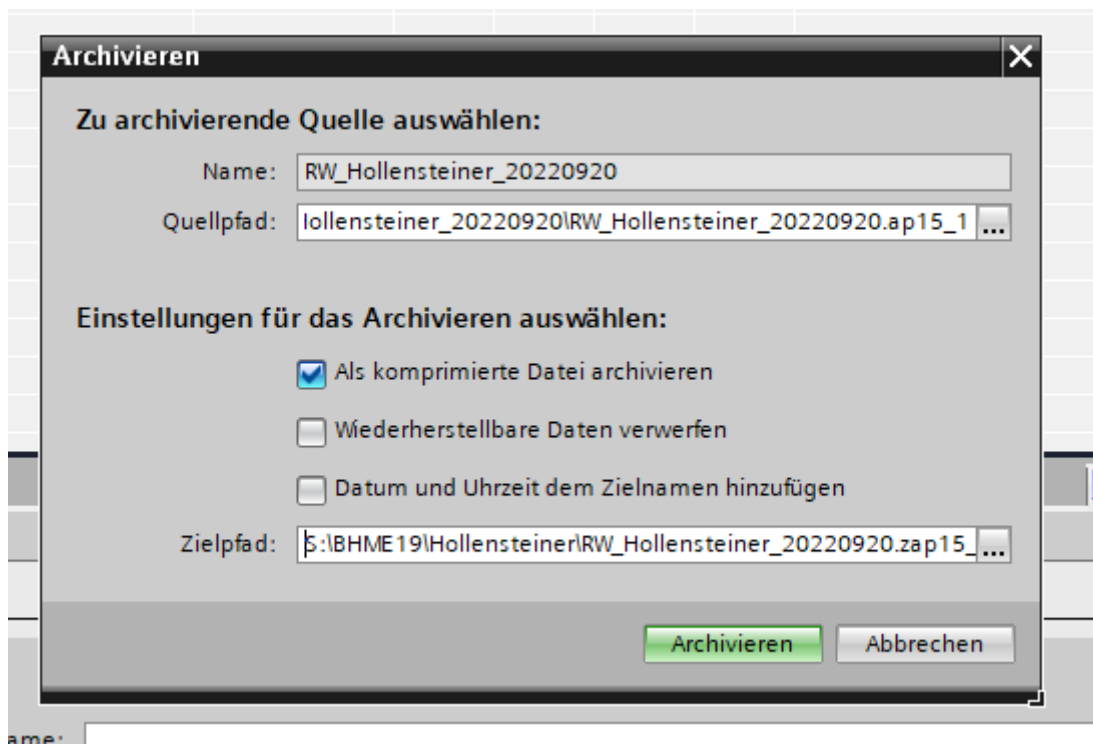 Archivieren
Zu archivierende Quelle auswählen:
Name: RW_Hollensteiner_20220920
Quellpfad: lollensteiner_20220920\RW_Hollensteiner_20220920.ap15_1 ...
Einstellungen für das Archivieren auswählen:
Als komprimierte Datei archivieren
Wiederherstellbare Daten verwerfen
Datum und Uhrzeit dem Zielnamen hinzufügen
Zielpfad: S:\BHME19\Hollensteiner\RW_Hollensteiner_20220920.zap15_ ...
Archivieren Abbrechen
ame: